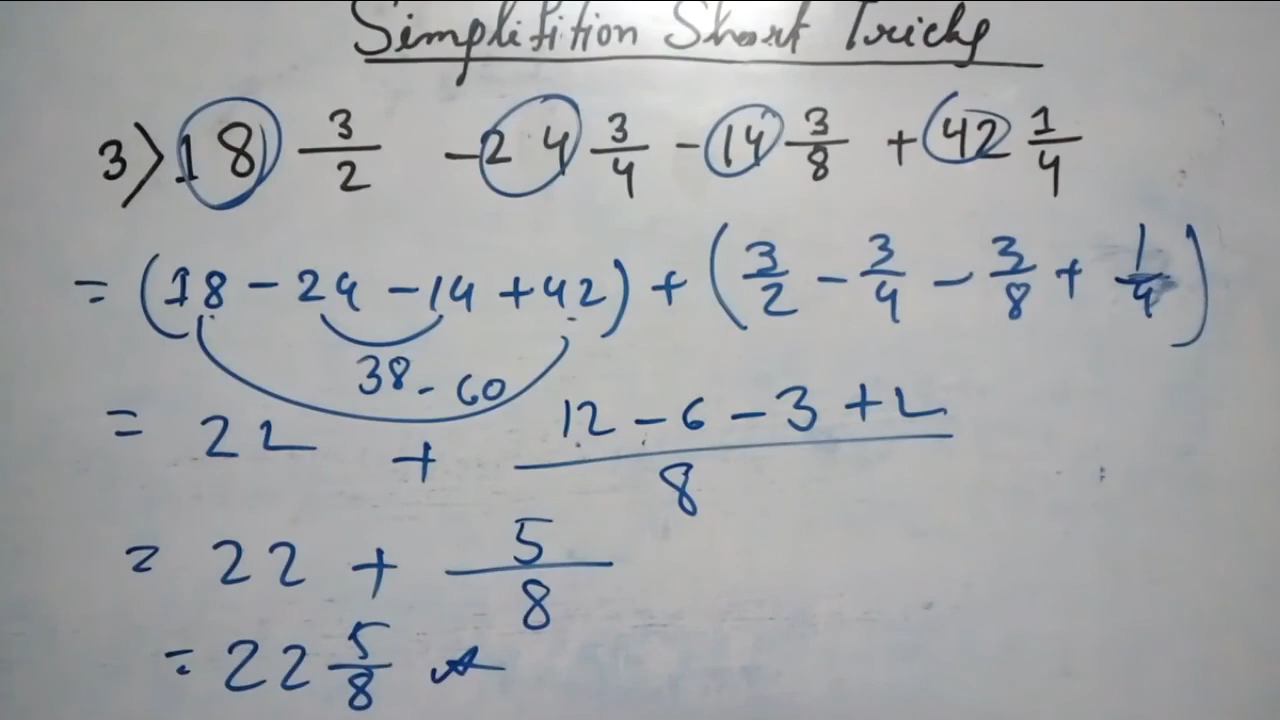 Simplifition Short Tricks
3) 18 3/2 - 24 3/4 - 14 3/8 + 42 1/4
= (18 - 24 - 14 + 42) + (3/2 - 3/4 - 3/8 + 1/4)
38 - 60
= 22 + 12 - 6 - 3 + 2 / 8
= 22 + 5/8
= 22 5/8